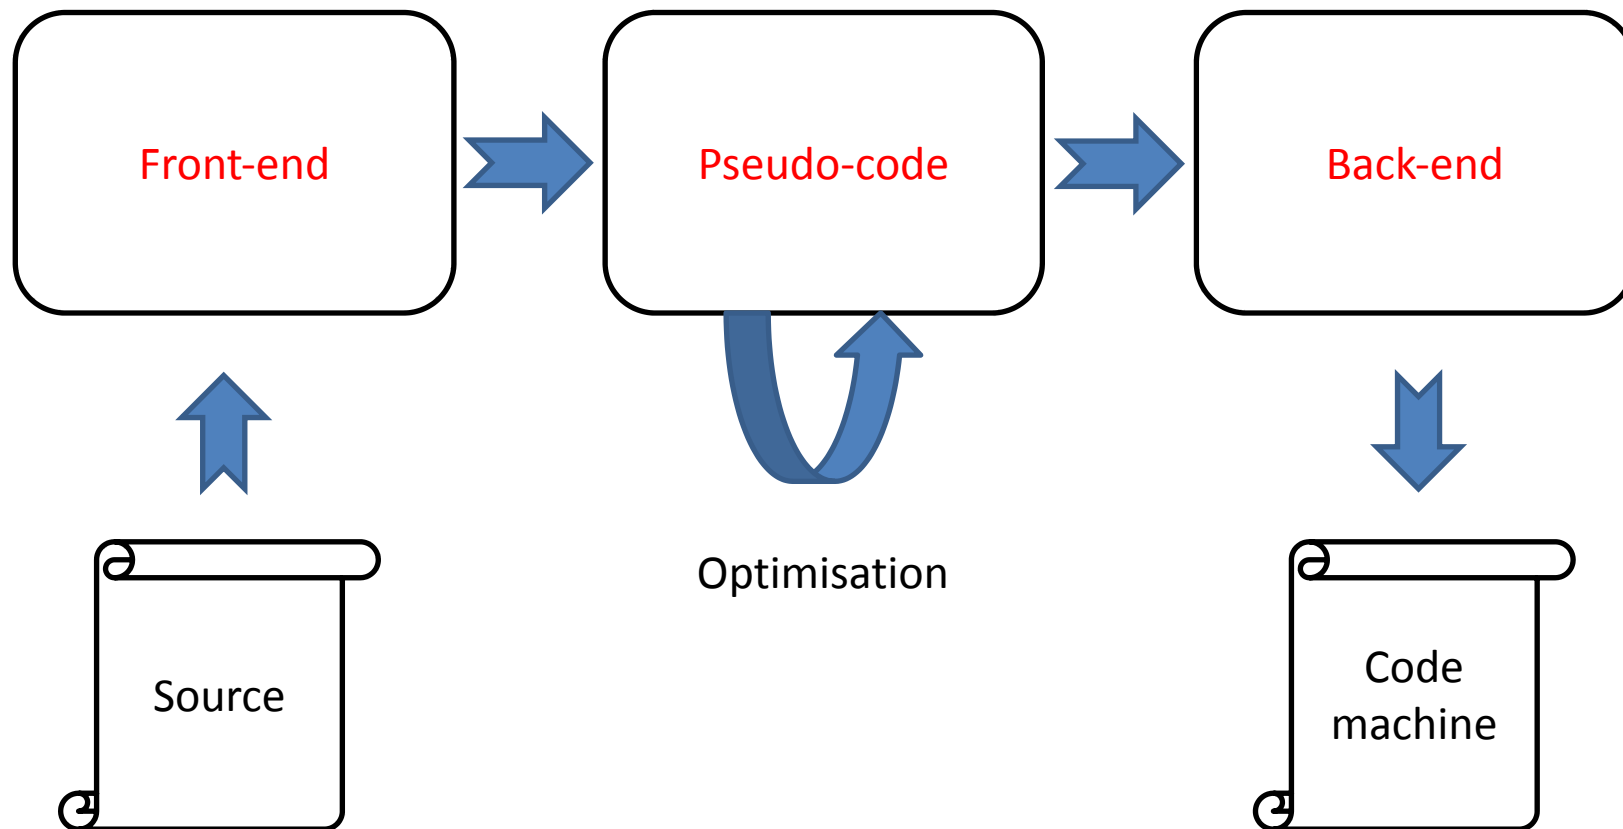 Front-end
Pseudo-code
Back-end
Optimisation
Source
Code
machine